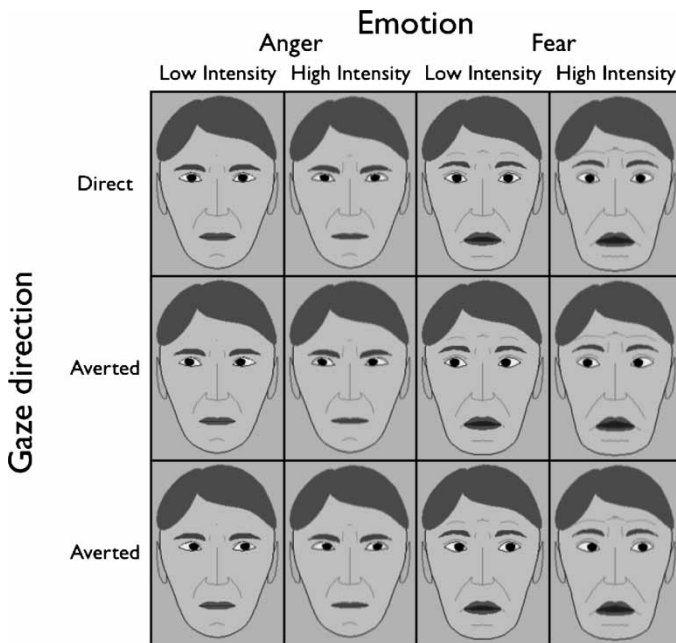 Emotion
Anger Fear
Low Intensity High Intensity Low Intensity High Intensity
Direct
Gaze direction
Averted
Averted